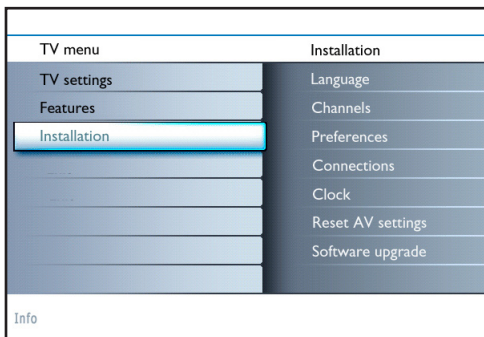 TV menu
TV settings
Features
Installation
Installation
Language
Channels
Preferences
Connections
Clock
Reset AV settings
Software upgrade
Info